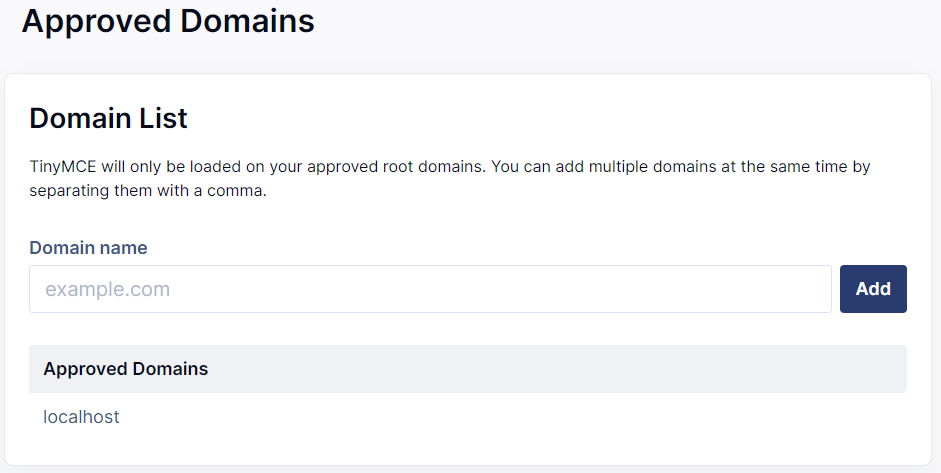 Approved Domains
Domain List
TinyMCE will only be loaded on your approved root domains. You can add multiple domains at the same time by
separating them with a comma.
Domain name
example.com
Add
Approved Domains
localhost